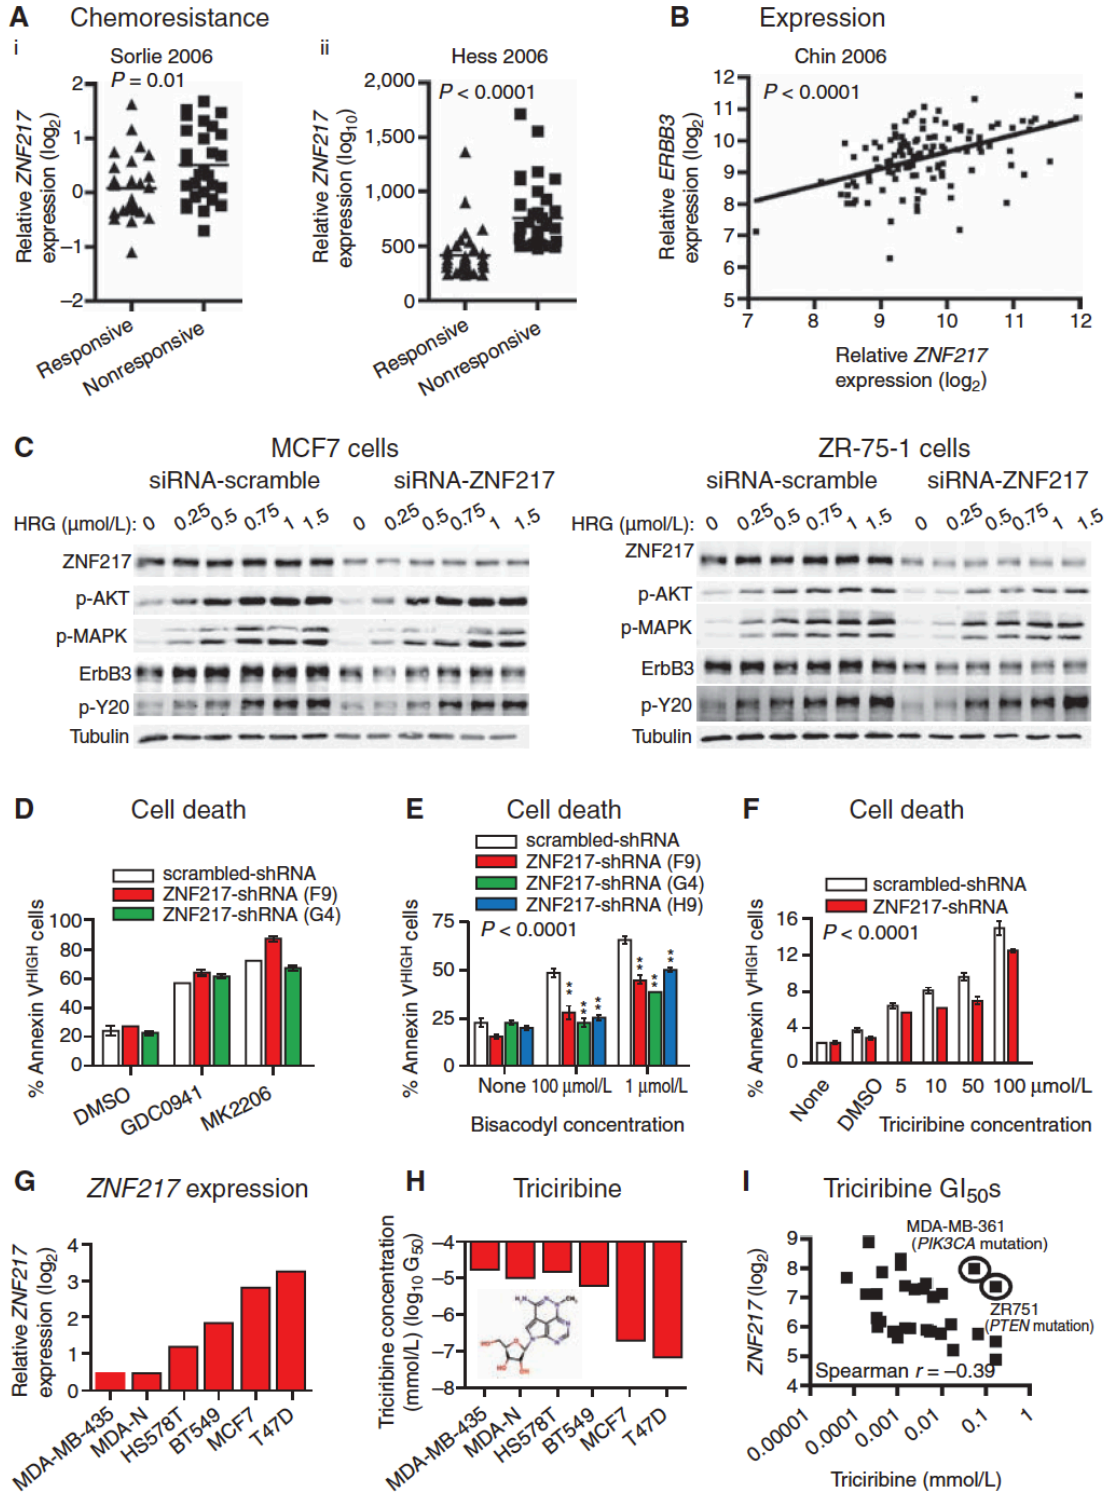 A Chemoresistance
i
Sorlie 2006
P = 0.01
Relative ZNF217
expression (log2)
2
1
0
–1
–2
Responsive
Nonresponsive
ii
Hess 2006
P < 0.0001
Relative ZNF217
expression (log10)
2,000
1,500
1,000
500
0
Responsive
Nonresponsive
B Expression
Chin 2006
P < 0.0001
Relative ERBB3
expression (log2)
12
11
10
9
8
7
6
5
7 8 9 10 11 12
Relative ZNF217
expression (log2)
C
MCF7 cells
siRNA-scramble siRNA-ZNF217
HRG (μmol/L): 0 0.25 0.5 0.75 1 1.5 0 0.25 0.5 0.75 1 1.5
ZNF217
p-AKT
p-MAPK
ErbB3
p-Y20
Tubulin
ZR-75-1 cells
siRNA-scramble siRNA-ZNF217
HRG (μmol/L): 0 0.25 0.5 0.75 1 1.5 0 0.25 0.5 0.75 1 1.5
ZNF217
p-AKT
p-MAPK
ErbB3
p-Y20
Tubulin
D Cell death
scrambled-shRNA
ZNF217-shRNA (F9)
ZNF217-shRNA (G4)
% Annexin VHIGH cells
100
80
60
40
20
0
DMSO
GDC0941
MK2206
E Cell death
scrambled-shRNA
ZNF217-shRNA (F9)
ZNF217-shRNA (G4)
ZNF217-shRNA (H9)
P < 0.0001
% Annexin VHIGH cells
75
50
25
0
** ** ** ** ** **
None 100 μmol/L 1 μmol/L
Bisacodyl concentration
F Cell death
scrambled-shRNA
ZNF217-shRNA
P < 0.0001
% Annexin VHIGH cells
16
12
8
4
0
None DMSO 5 10 50 100 μmol/L
Triciribine concentration
G ZNF217 expression
Relative ZNF217
expression (log2)
4
3
2
1
0
MDA-MB-435
MDA-N
HS578T
BT549
MCF7
T47D
H Triciribine
Triciribine concentration
(mmol/L) (log10 G50)
–4
–5
–6
–7
–8
MDA-MB-435
MDA-N
HS578T
BT549
MCF7
T47D
I Triciribine GI50s
MDA-MB-361
(PIK3CA mutation)
ZR751
(PTEN mutation)
Spearman r = –0.39
ZNF217 (log2)
9
8
7
6
5
4
0.00001
0.0001
0.001
0.01
0.1
1
Triciribine (mmol/L)